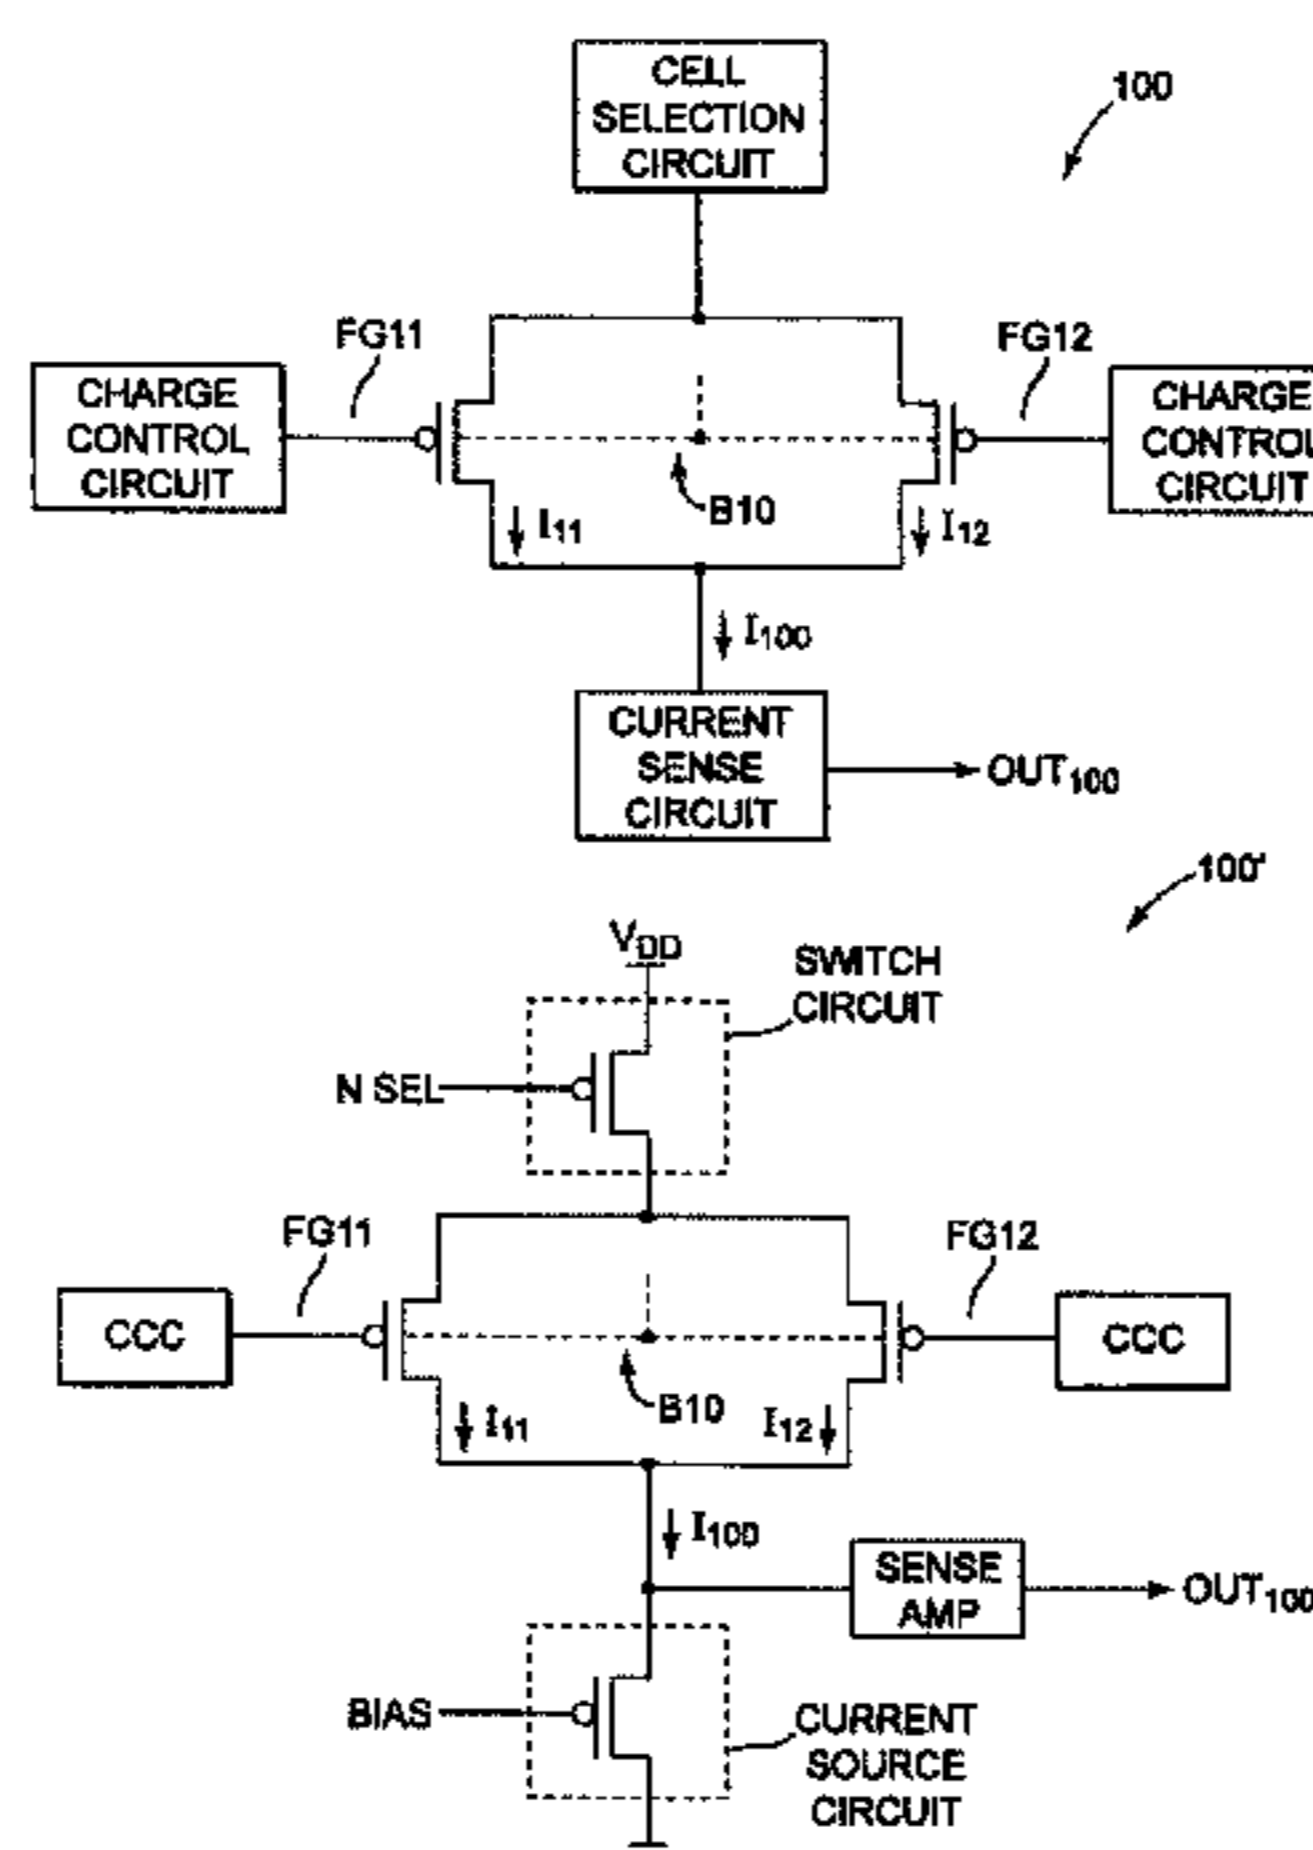 CELL
SELECTION
CIRCUIT
100
FG11
FG12
CHARGE
CONTROL
CIRCUIT
CHARGE
CONTROL
CIRCUIT
B10
I11
I12
I100
CURRENT
SENSE
CIRCUIT
OUT100
100'
VDD
SWITCH
CIRCUIT
N SEL
FG11
FG12
CCC
CCC
B10
I11
I12
I100
SENSE
AMP
OUT100
BIAS
CURRENT
SOURCE
CIRCUIT